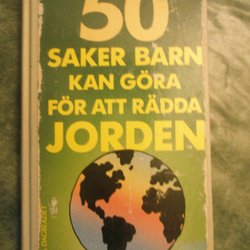 50
SAKER BARN
KAN GÖRA
FÖR ATT RÄDDA
JORDEN